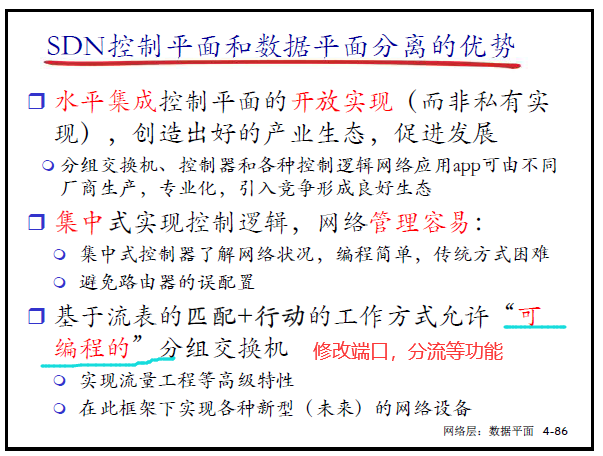 SDN控制平面和数据平面分离的优势
水平集成控制平面的开放实现（而非私有实
现），创造出好的产业生态，促进发展
分组交换机、控制器和各种控制逻辑网络应用app可由不同
厂商生产，专业化，引入竞争形成良好生态
集中式实现控制逻辑，网络管理容易：
集中式控制器了解网络状况，编程简单，传统方式困难
避免路由器的误配置
基于流表的匹配+行动的工作方式允许“可
编程的”分组交换机 修改端口，分流等功能
实现流量工程等高级特性
在此框架下实现各种新型（未来）的网络设备
网络层：数据平面 4-86